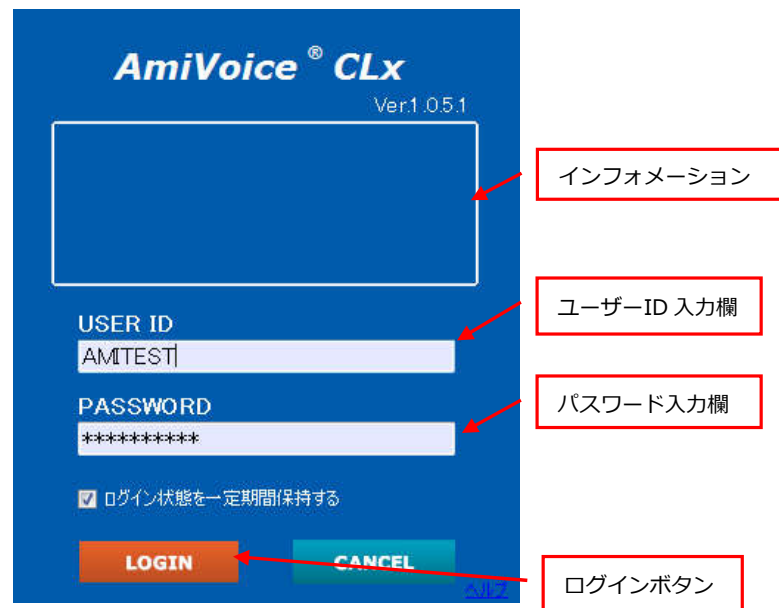 AmiVoice ® CLx
Ver.1.0.5.1
インフォメーション
ユーザーID 入力欄
USER ID
AMITEST
パスワード入力欄
PASSWORD
**********
ログイン状態を一定期間保持する
LOGIN
CANCEL
ヘルプ
ログインボタン